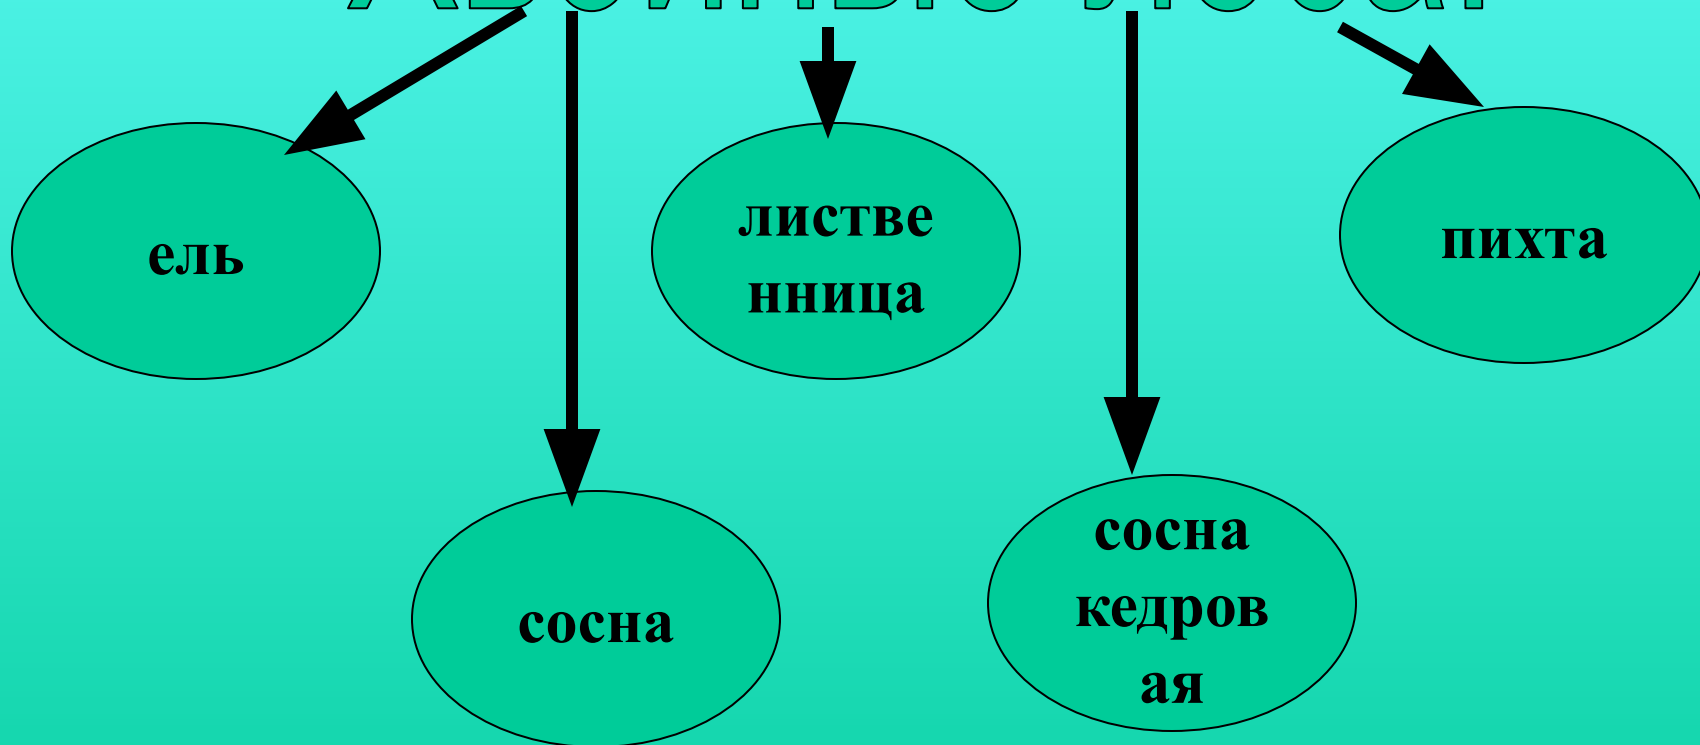 ель
листве
нница
пихта
сосна
сосна
кедров
ая